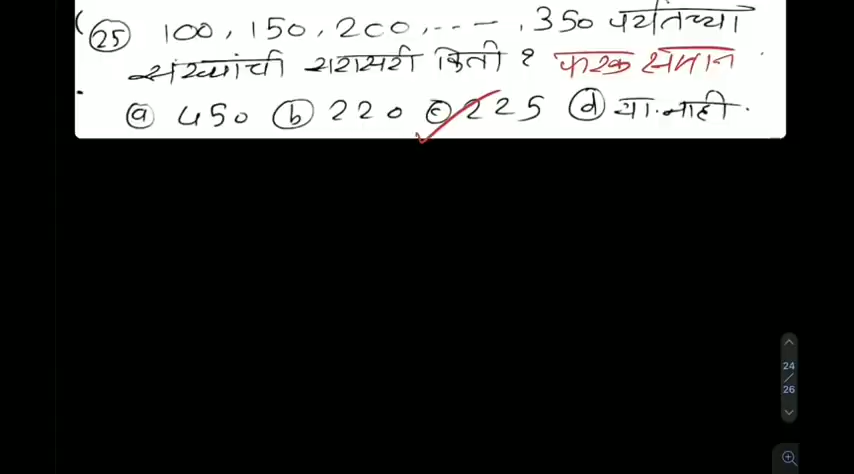 (25) 100, 150, 200, ---- , 350 पर्यंतच्या
संख्यांची सरासरी किती ? फरक समान
(a) 450 (b) 220 (c) 225 (d) या. नाही.
24
/
26